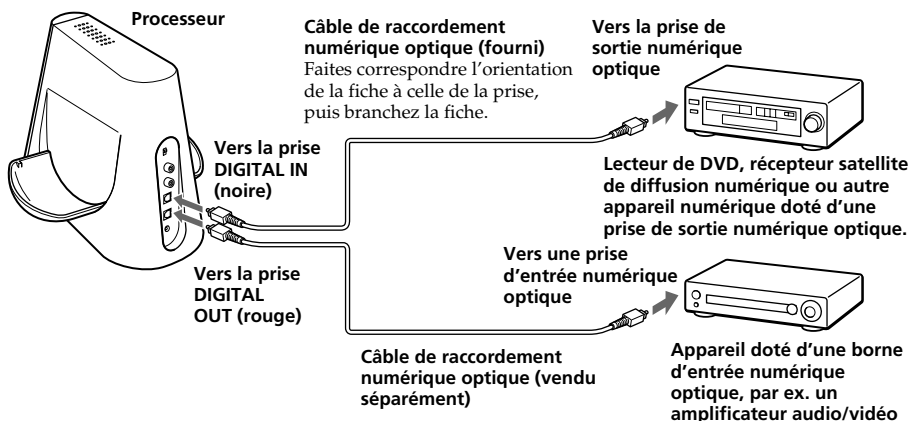 Processeur
Câble de raccordement
numérique optique (fourni)
Faites correspondre l'orientation
de la fiche à celle de la prise,
puis branchez la fiche.
Vers la prise de
sortie numérique
optique
Vers la prise
DIGITAL IN
(noire)
Lecteur de DVD, récepteur satellite
de diffusion numérique ou autre
appareil numérique doté d'une
prise de sortie numérique optique.
Vers la prise
DIGITAL
OUT (rouge)
Vers une prise
d'entrée numérique
optique
Câble de raccordement
numérique optique (vendu
séparément)
Appareil doté d'une borne
d'entrée numérique
optique, par ex. un
amplificateur audio/vidéo